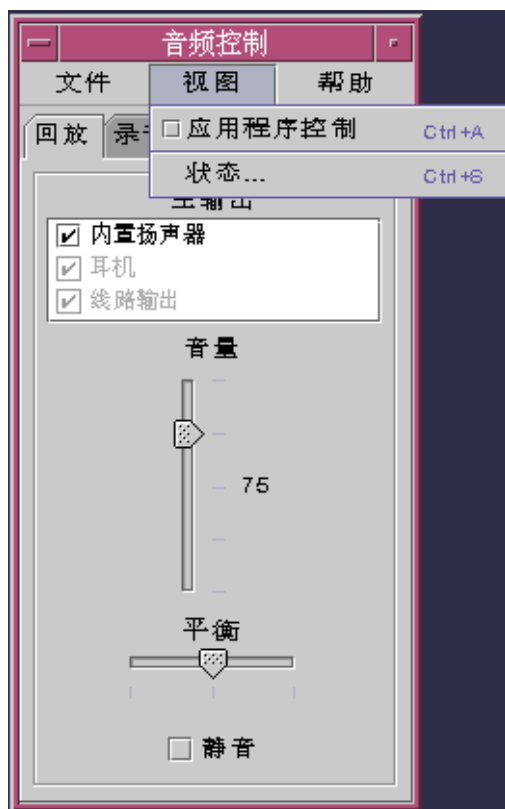 音频控制
文件 视图 帮助
回放
应用程序控制 Ctrl+A
状态... Ctrl+S
内置扬声器
耳机
线路输出
音量
75
平衡
静音